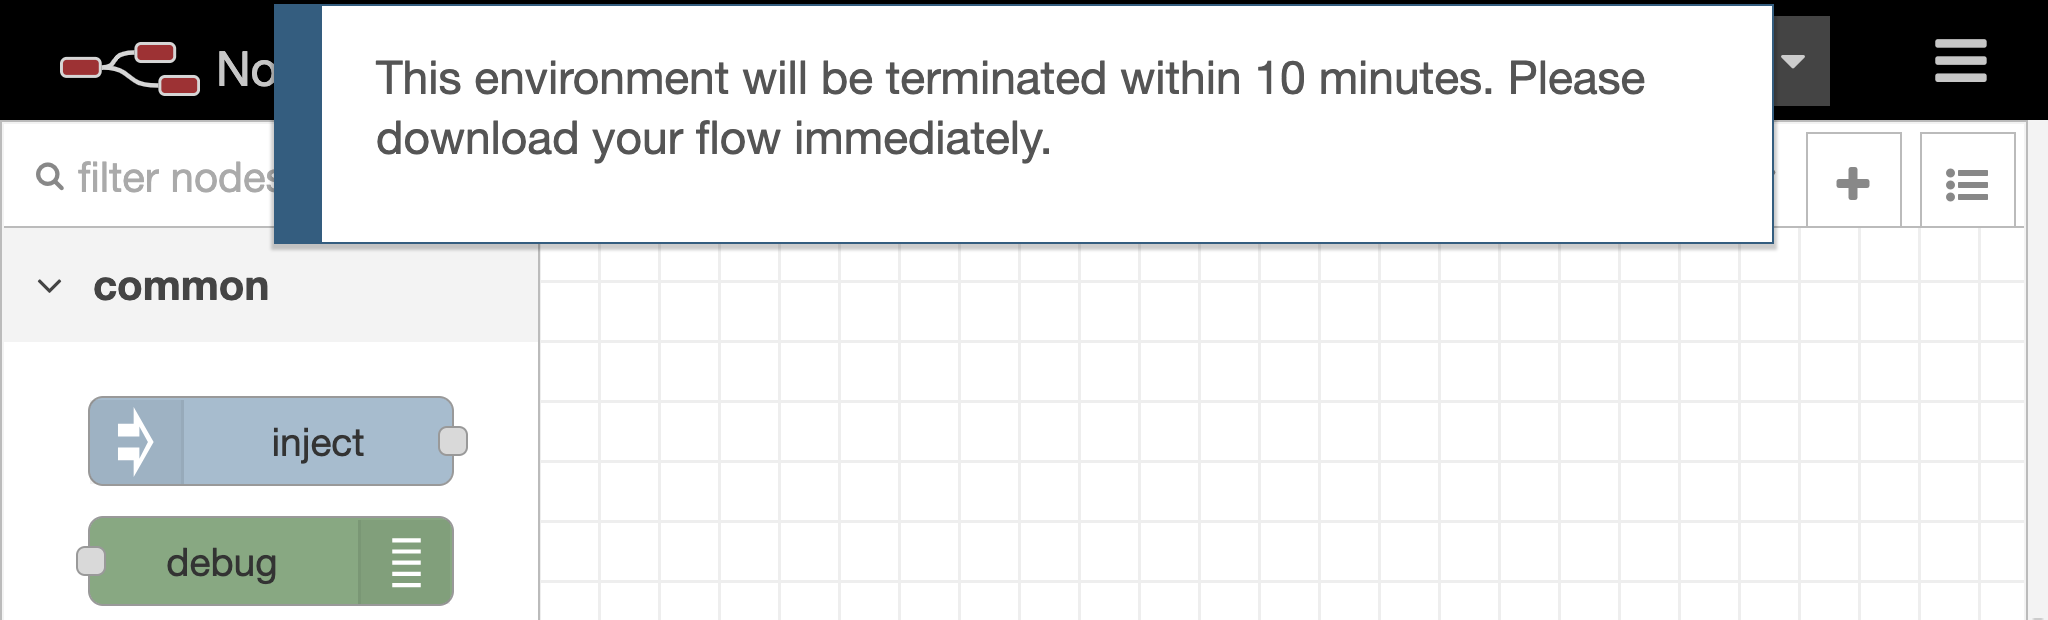 No
This environment will be terminated within 10 minutes. Please
download your flow immediately.
filter nodes
common
inject
debug